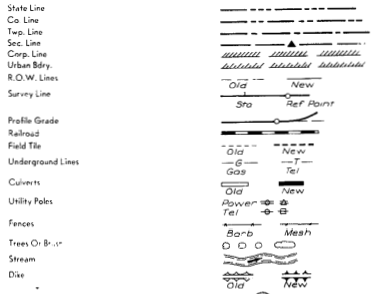 State Line
Co. Line
Twp. Line
Sec. Line
Corp. Line
Urban Bdry.
R.O.W. Lines
Old New
Survey Line
Sta Ref Point
Profile Grade
Railroad
Field Tile
Old New
Underground Lines
G T
Gas Tel
Culverts
Old New
Utility Poles
Power
Tel
Fences
Barb Mesh
Trees Or
Stream
Dike
Old New